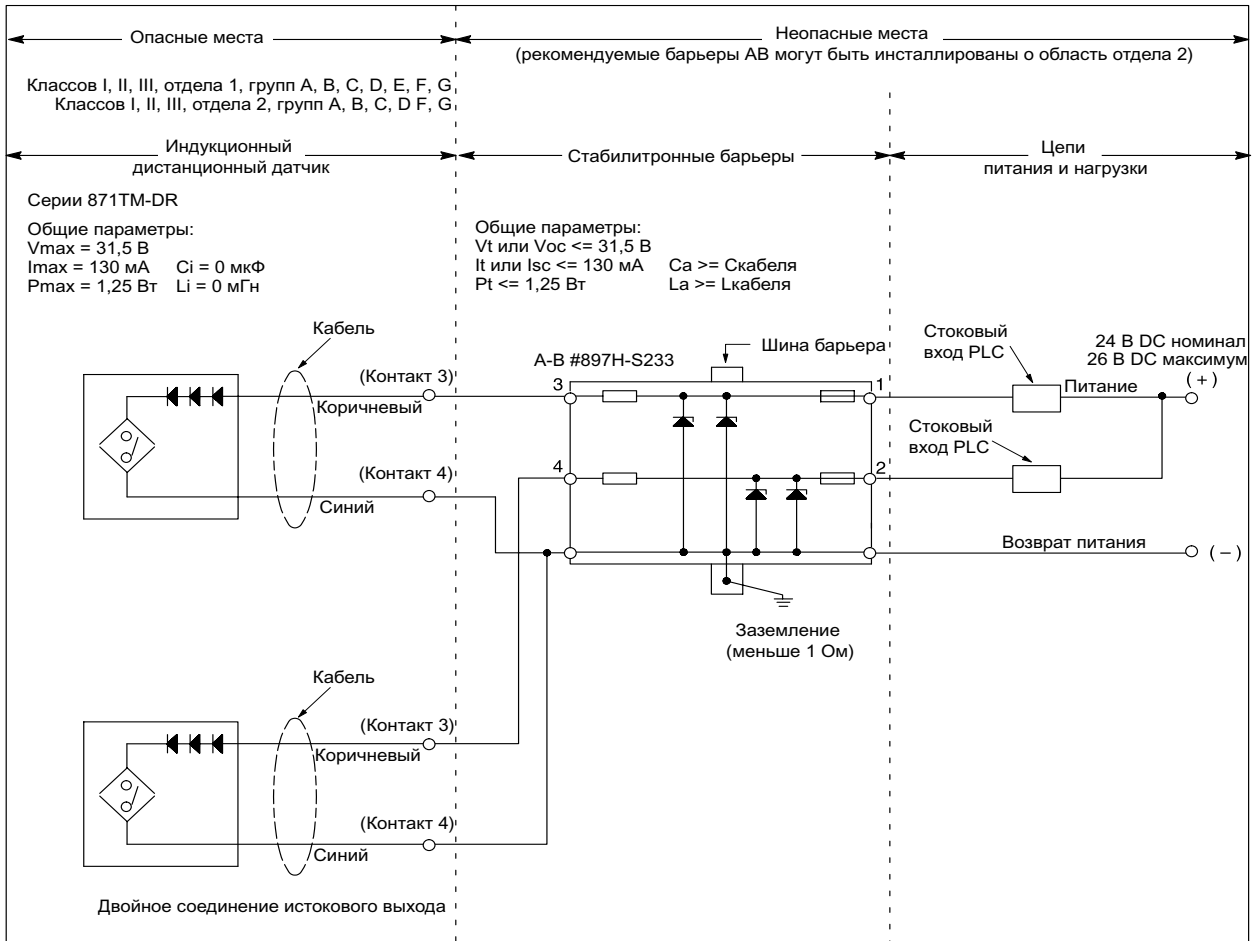 Опасные места
Неопасные места
(рекомендуемые барьеры АВ могут быть инсталлированы о область отдела 2)
Классов I, II, III, отдела 1, групп A, B, C, D, E, F, G
Классов I, II, III, отдела 2, групп A, B, C, D F, G
Индукционный
дистанционный датчик
Стабилитронные барьеры
Цепи
питания и нагрузки
Серии 871TM-DR
Общие параметры:
Vmax = 31,5 В
Imax = 130 мА Ci = 0 мкФ
Pmax = 1,25 Вт Li = 0 мГн
Общие параметры:
Vt или Voc <= 31,5 В
It или Isc <= 130 мА Ca >= Cкабеля
Pt <= 1,25 Вт La >= Lкабеля
Кабель
(Контакт 3)
Коричневый
(Контакт 4)
Синий
A-B #897H-S233
Шина барьера
3
1
4
2
Стоковый
вход PLC
24 В DC номинал
26 В DC максимум
(+)
Питание
Стоковый
вход PLC
Возврат питания
(−)
Заземление
(меньше 1 Ом)
Кабель
(Контакт 3)
Коричневый
(Контакт 4)
Синий
Двойное соединение истокового выхода